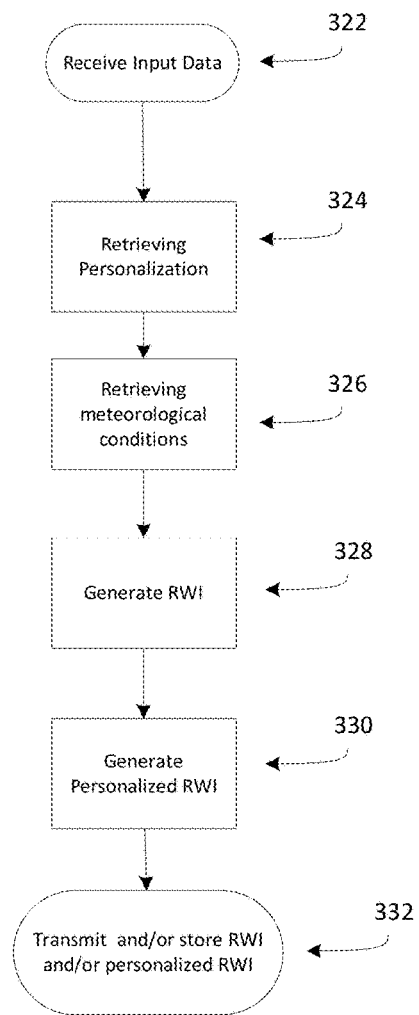 322
Receive Input Data
324
Retrieving
Personalization
326
Retrieving
meteorological
conditions
328
Generate RWI
330
Generate
Personalized RWI
332
Transmit and/or store RWI
and/or personalized RWI